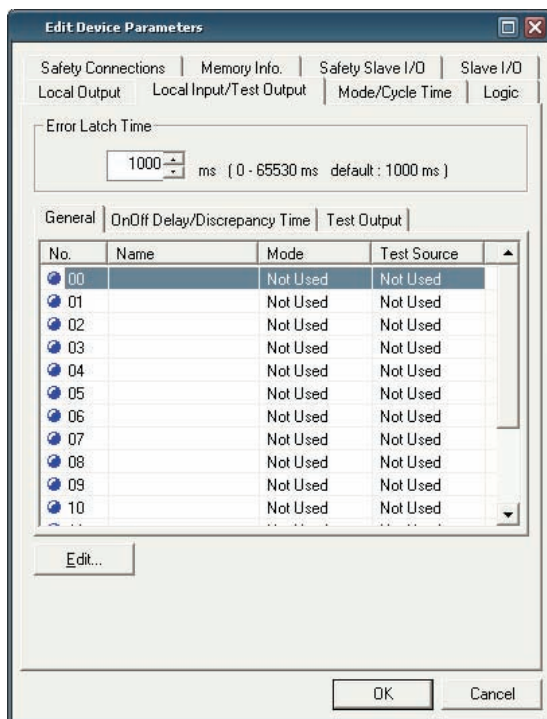 Edit Device Parameters
Safety Connections Memory Info. Safety Slave I/O Slave I/O
Local Output Local Input/Test Output Mode/Cycle Time Logic
Error Latch Time
1000 ms ( 0 - 65530 ms default : 1000 ms )
General OnOff Delay/Discrepancy Time Test Output
No. Name Mode Test Source
00 Not Used Not Used
01 Not Used Not Used
02 Not Used Not Used
03 Not Used Not Used
04 Not Used Not Used
05 Not Used Not Used
06 Not Used Not Used
07 Not Used Not Used
08 Not Used Not Used
09 Not Used Not Used
10 Not Used Not Used
Edit...
OK Cancel